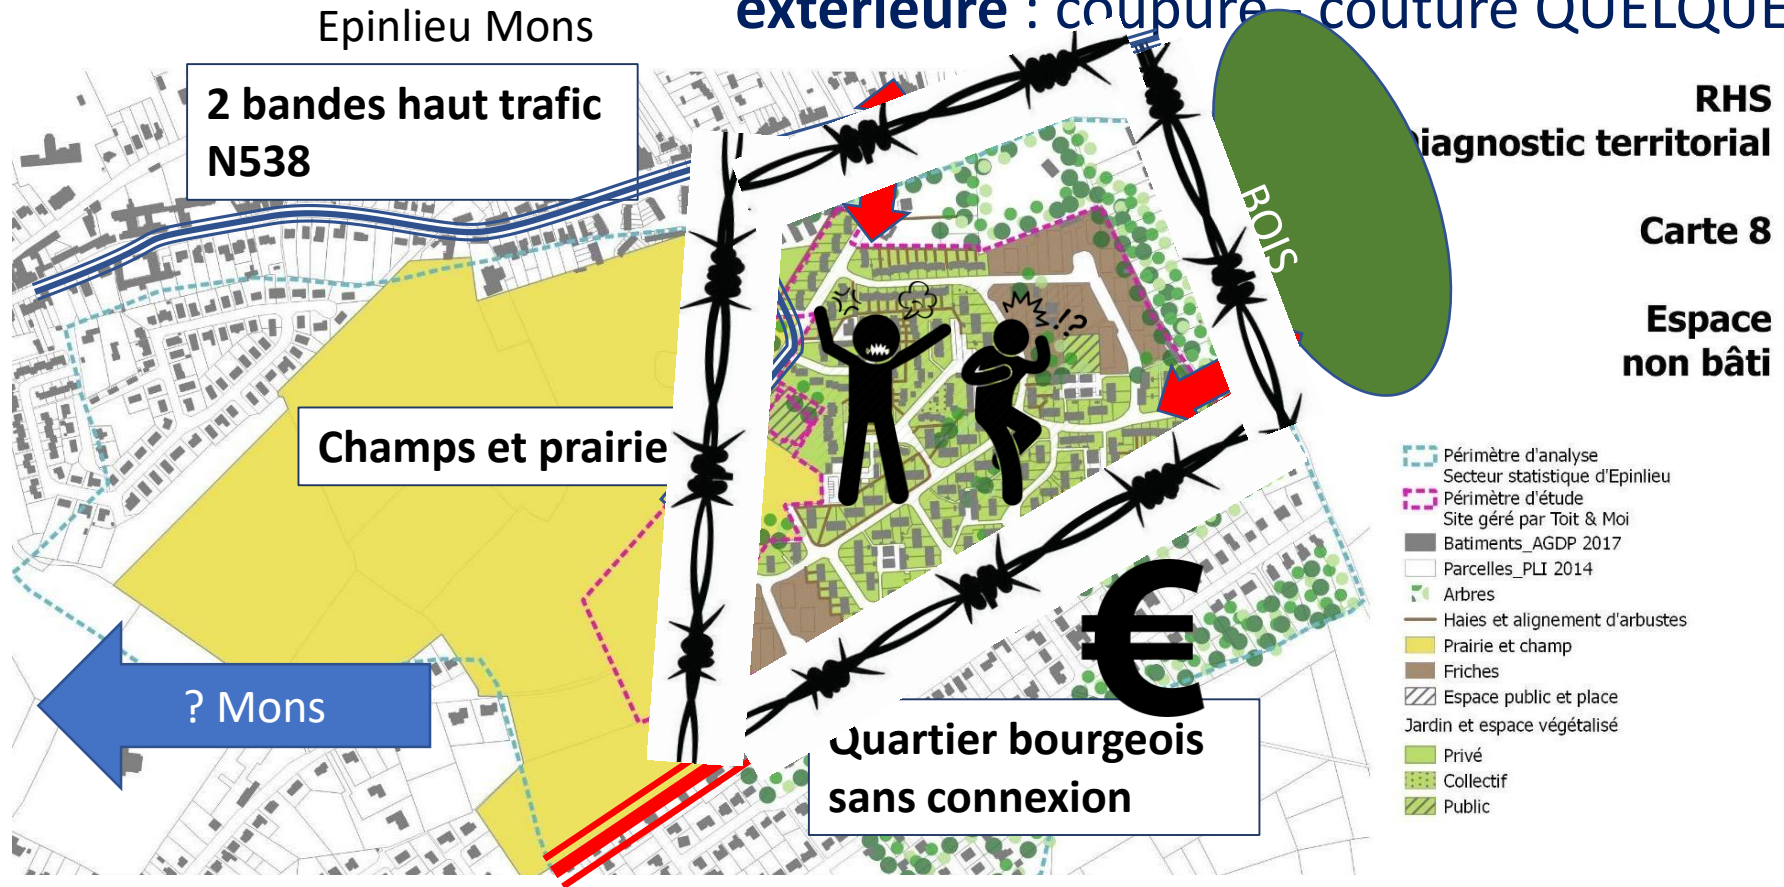 extérieure : coupure - couture QUELQUE
Epinlieu Mons
2 bandes haut trafic
N538
RHS
iagnostic territorial
Carte 8
Espace
non bâti
BOIS
!?
Champs et prairie
Périmètre d'analyse
Secteur statistique d'Epinlieu
Périmètre d'étude
Site géré par Toit & Moi
Batiments_AGDP 2017
Parcelles_PLI 2014
Arbres
Haies et alignement d'arbustes
Prairie et champ
Friches
Espace public et place
Jardin et espace végétalisé
Privé
Collectif
Public
? Mons
€
Quartier bourgeois
sans connexion